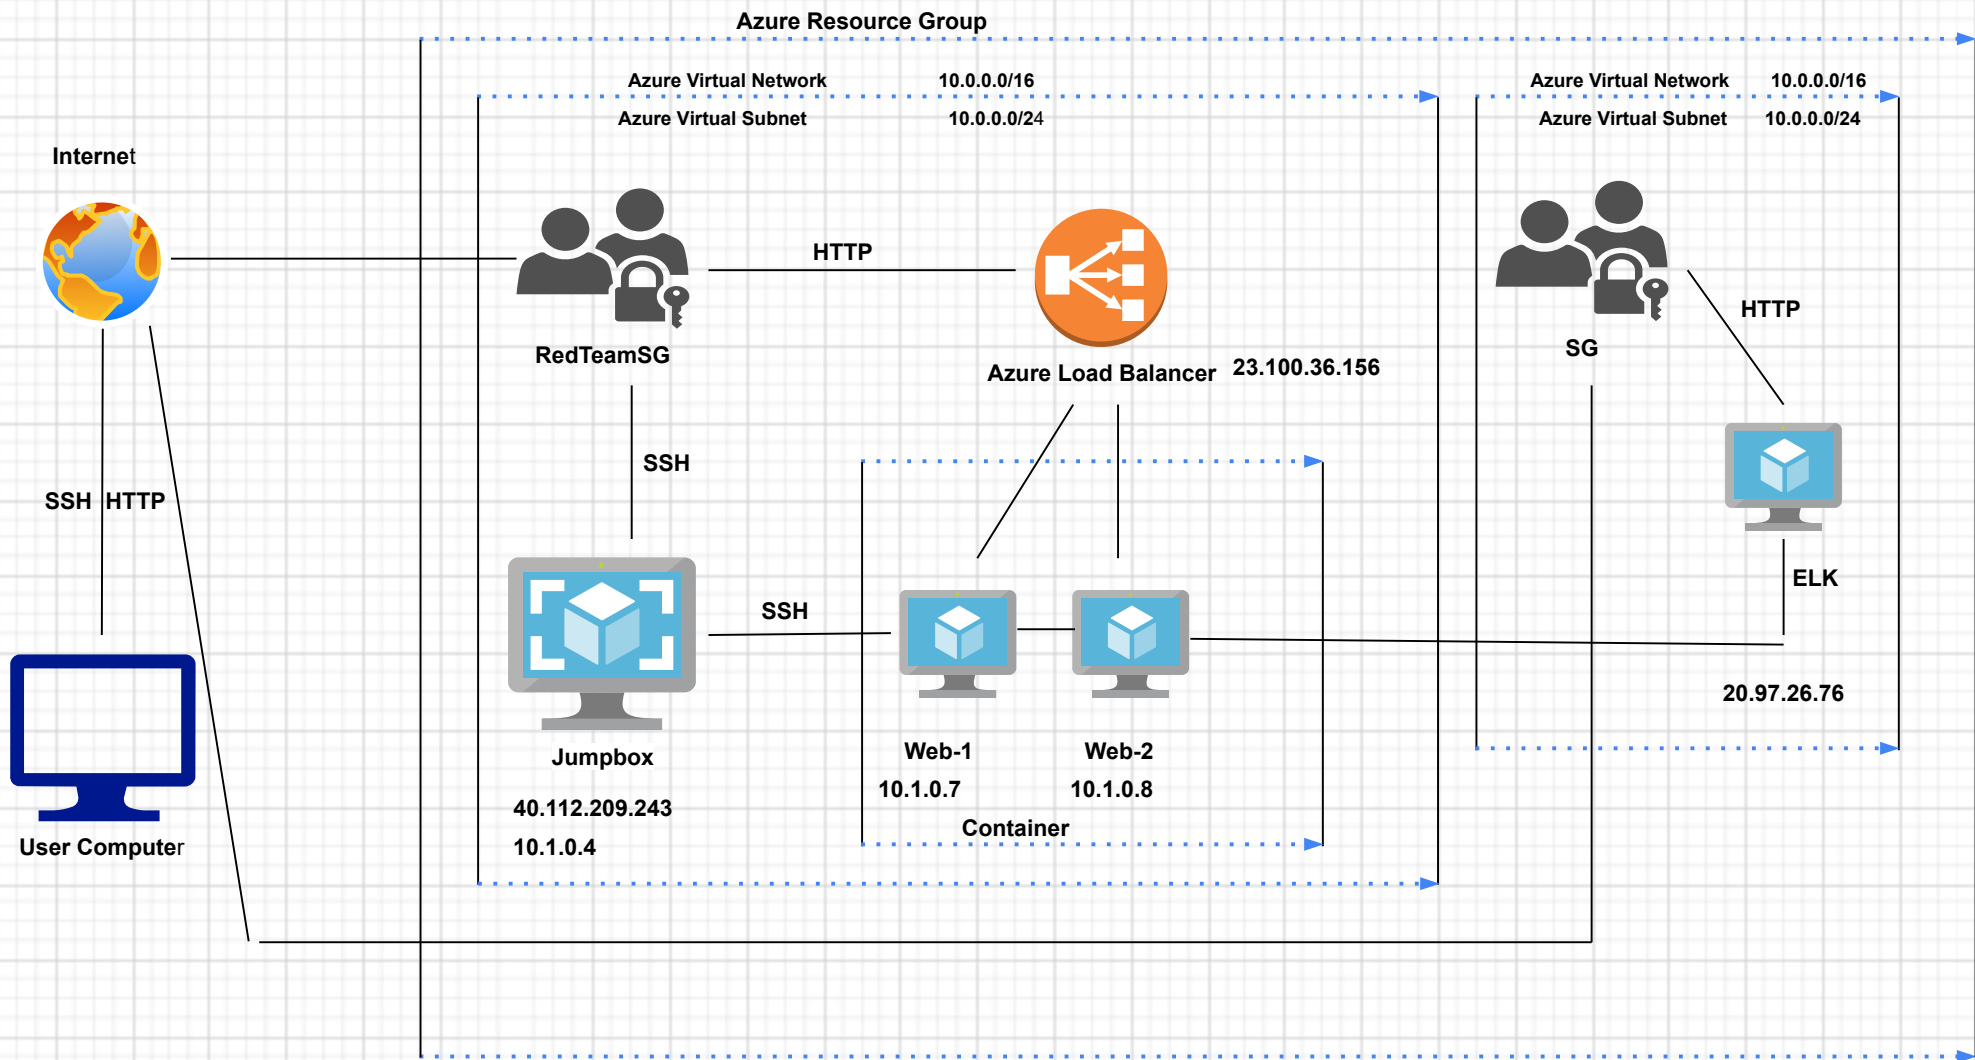 Azure Resource Group
Azure Virtual Network 10.0.0.0/16
Azure Virtual Subnet 10.0.0.0/24
Azure Virtual Network 10.0.0.0/16
Azure Virtual Subnet 10.0.0.0/24
Internet
HTTP
RedTeamSG
Azure Load Balancer 23.100.36.156
SG
HTTP
SSH
SSH HTTP
SSH
ELK
20.97.26.76
Jumpbox
40.112.209.243
10.1.0.4
Web-1
10.1.0.7
Web-2
10.1.0.8
Container
User Computer